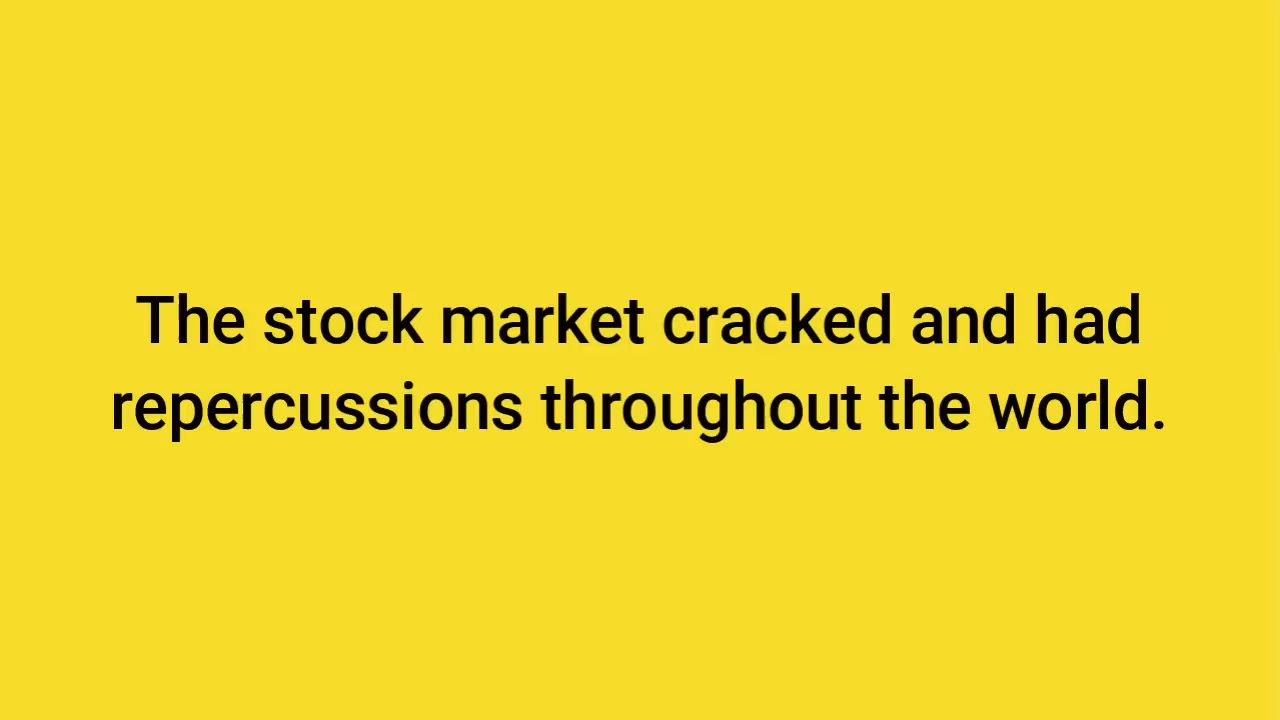 The stock market cracked and had
repercussions throughout the world.